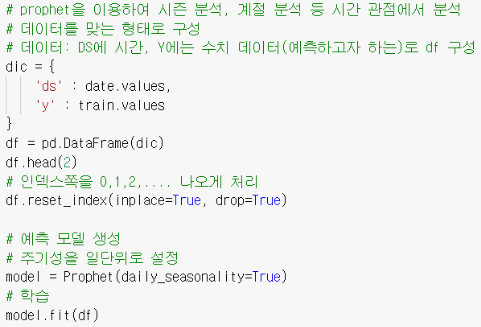 # prophet을 이용하여 시즌 분석, 계절 분석 등 시간 관점에서 분석
# 데이터를 맞는 형태로 구성
# 데이터: DS에 시간, Y에는 수치 데이터(예측하고자 하는)로 df 구성
dic = {
    'ds' : date.values,
    'y' : train.values
}
df = pd.DataFrame(dic)
df.head(2)
# 인덱스쪽을 0,1,2,.... 나오게 처리
df.reset_index(inplace=True, drop=True)

# 예측 모델 생성
# 주기성을 일단위로 설정
model = Prophet(daily_seasonality=True)
# 학습
model.fit(df)